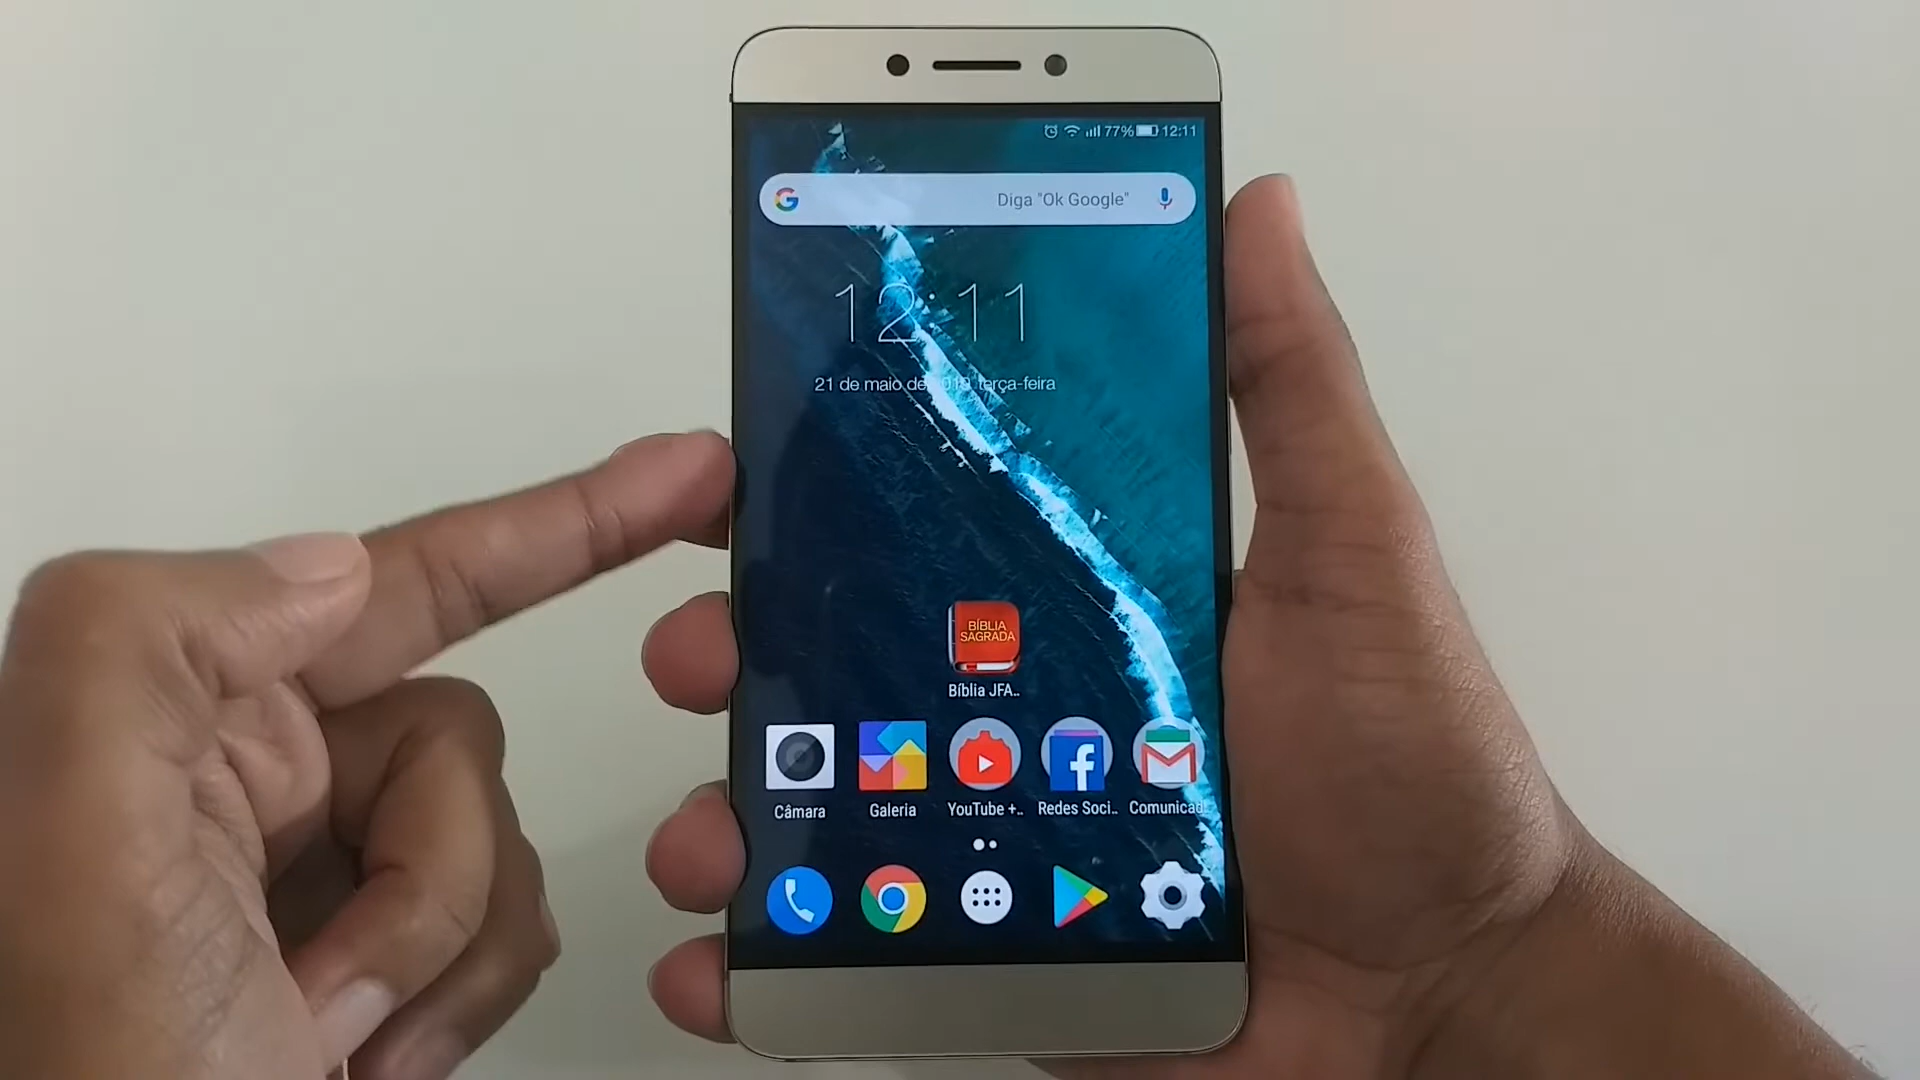 77% 12:11
Diga "Ok Google"
12:11
21 de maio de 2019 terça-feira
BÍBLIA
SAGRADA
Bíblia JFA..
Câmara
Galeria
YouTube +..
Redes Soci..
Comunicad..